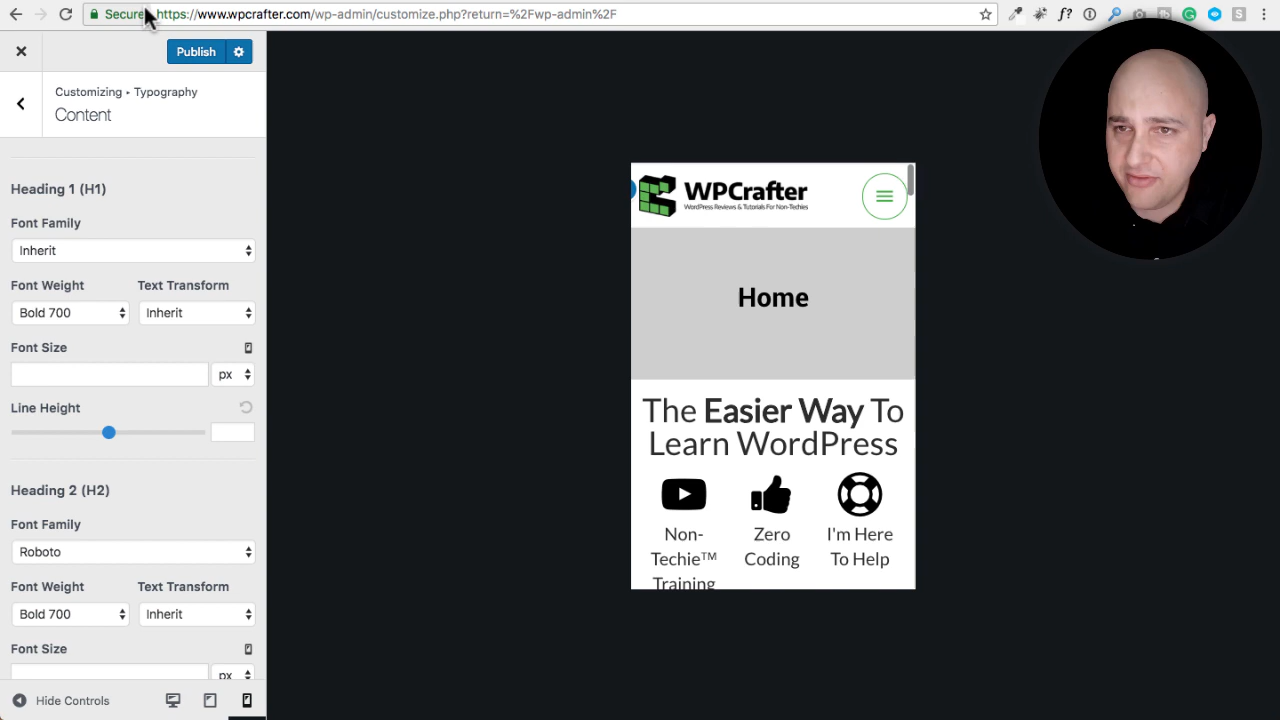 Secure https://www.wpcrafter.com/wp-admin/customize.php?return=%2Fwp-admin%2F
Publish
Customizing ▸ Typography
Content
Heading 1 (H1)
Font Family
Inherit
Font Weight Text Transform
Bold 700 Inherit
Font Size
px
Line Height
Heading 2 (H2)
Font Family
Roboto
Font Weight Text Transform
Bold 700 Inherit
Font Size
px
Hide Controls
WPCrafter
WordPress Reviews & Tutorials For Non-Techies
Home
The Easier Way To
Learn WordPress
Non-
Techie™
Training
Zero
Coding
I'm Here
To Help